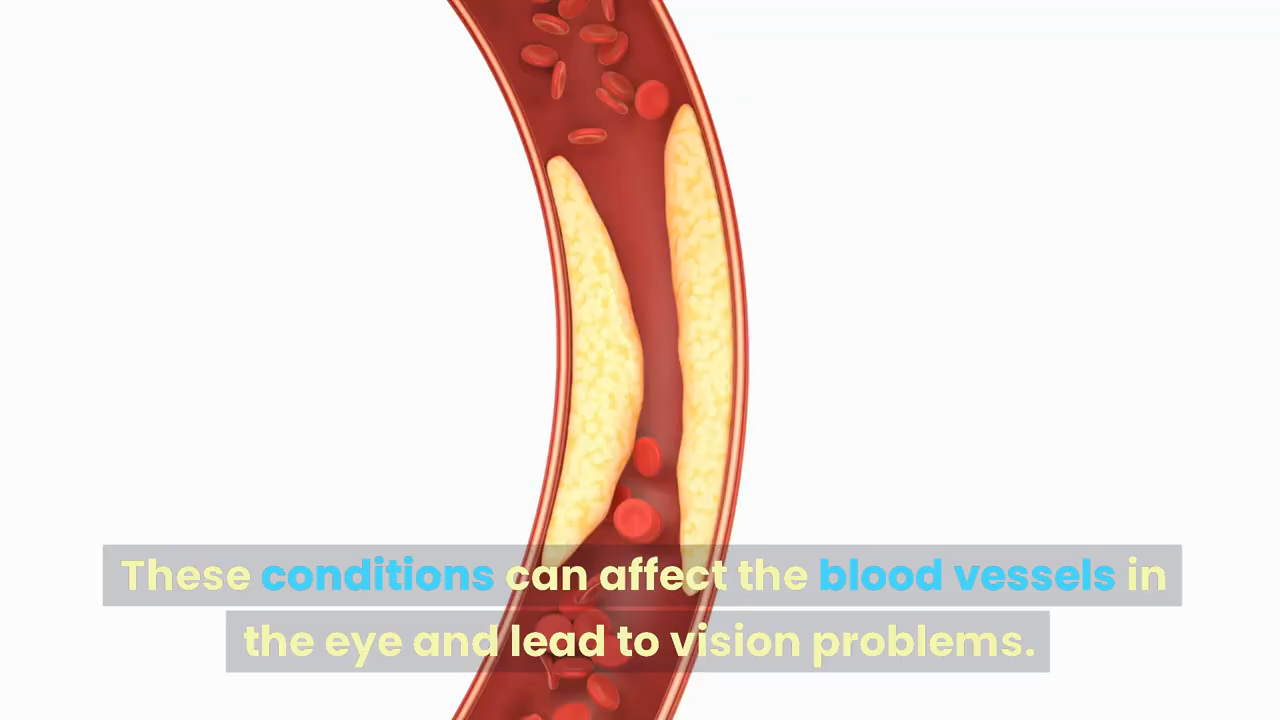 These conditions can affect the blood vessels in
the eye and lead to vision problems.